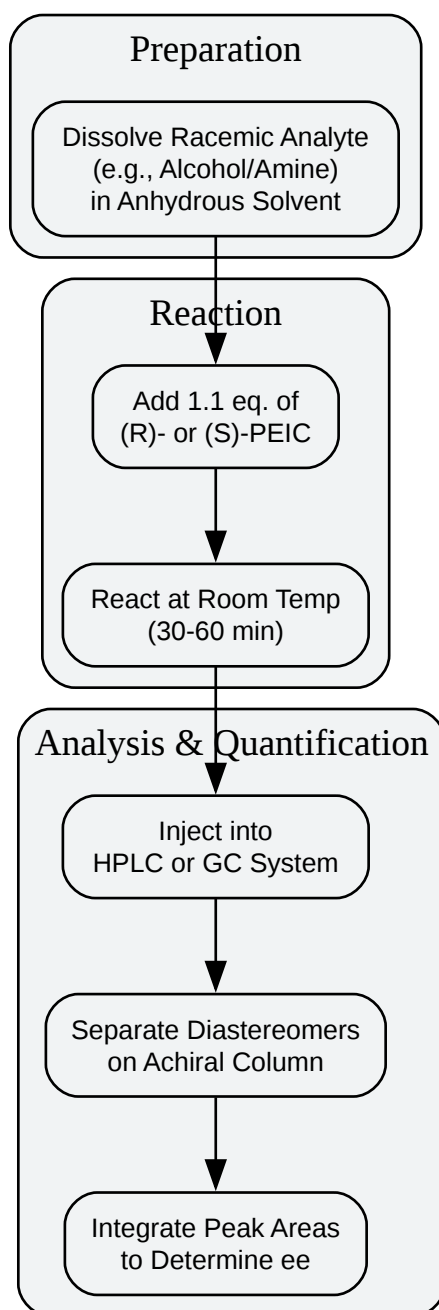 Preparation
Dissolve Racemic Analyte
(e.g., Alcohol/Amine)
in Anhydrous Solvent
Reaction
Add 1.1 eq. of
(R)- or (S)-PEIC
React at Room Temp
(30-60 min)
Analysis & Quantification
Inject into
HPLC or GC System
Separate Diastereomers
on Achiral Column
Integrate Peak Areas
to Determine ee